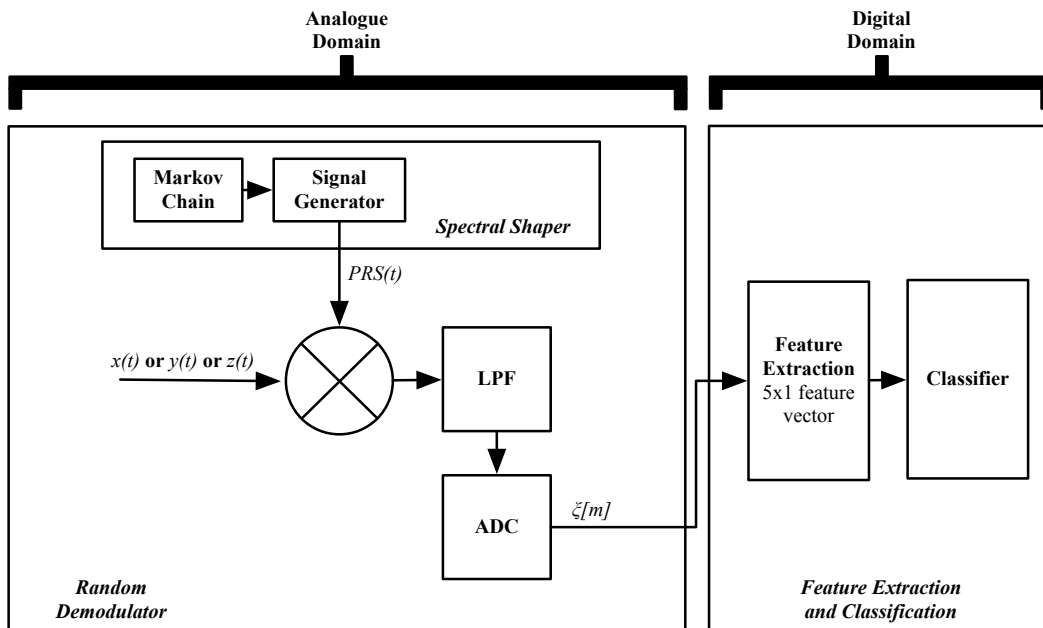 Analogue
Domain
Digital
Domain
Markov
Chain
Signal
Generator
Spectral Shaper
PRS(t)
x(t) or y(t) or z(t)
LPF
Feature
Extraction
5x1 feature
vector
Classifier
ADC
ξ[m]
Random
Demodulator
Feature Extraction
and Classification